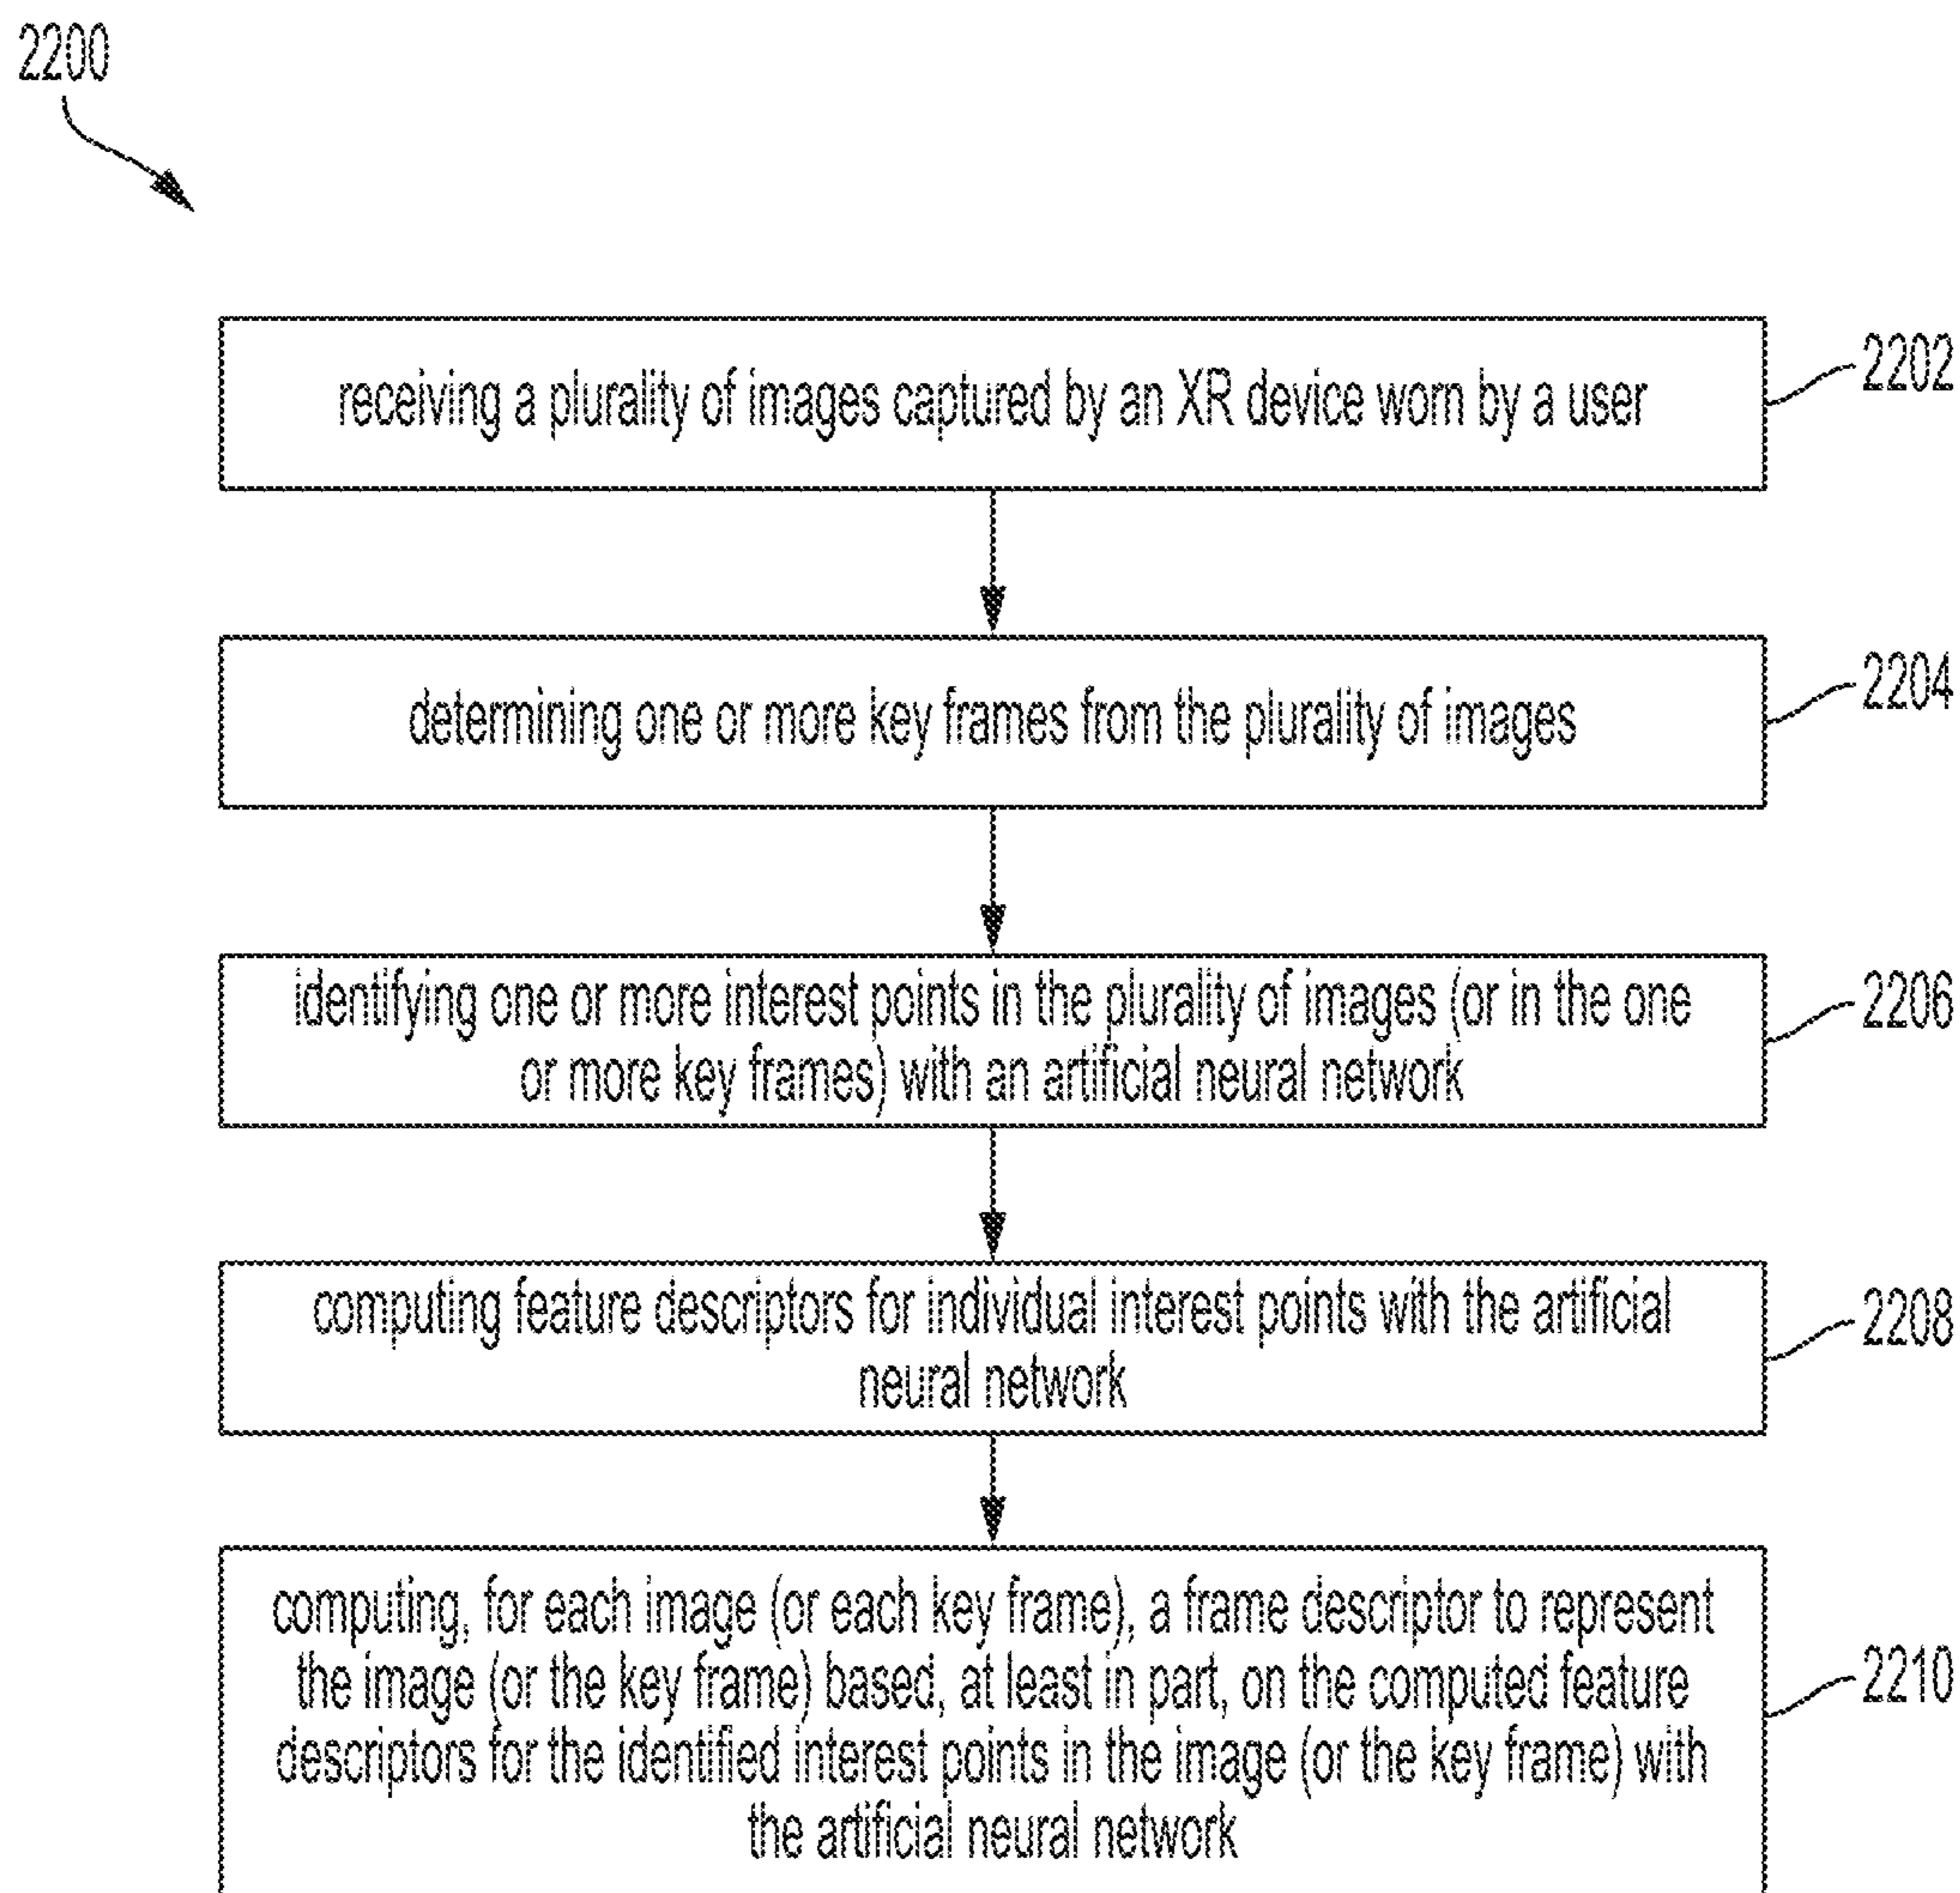 2200
receiving a plurality of images captured by an XR device worn by a user
2202
determining one or more key frames from the plurality of images
2204
identifying one or more interest points in the plurality of images (or in the one
or more key frames) with an artificial neural network
2206
computing feature descriptors for individual interest points with the artificial
neural network
2208
computing, for each image (or each key frame), a frame descriptor to represent
the image (or the key frame) based, at least in part, on the computed feature
descriptors for the identified interest points in the image (or the key frame) with
the artificial neural network
2210